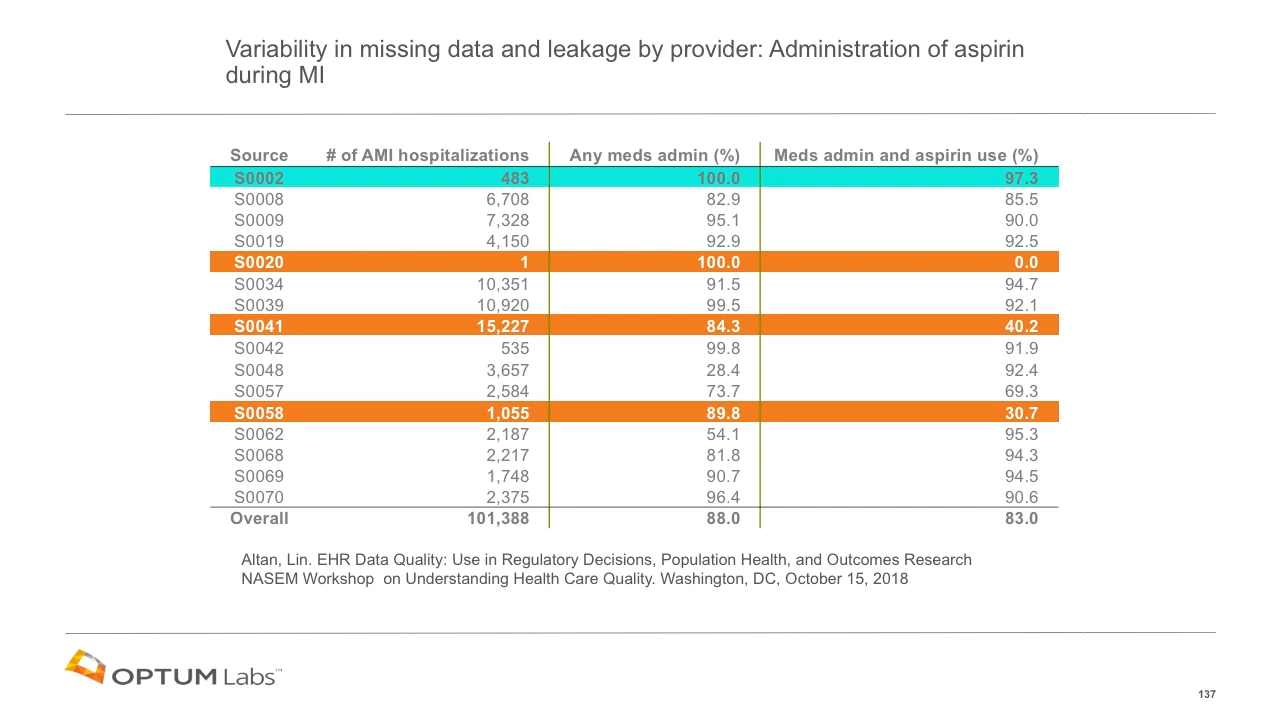 Variability in missing data and leakage by provider: Administration of aspirin
during MI
Source # of AMI hospitalizations Any meds admin (%) Meds admin and aspirin use (%)
S0002 483 100.0 97.3
S0008 6,708 82.9 85.5
S0009 7,328 95.1 90.0
S0019 4,150 92.9 92.5
S0020 1 100.0 0.0
S0034 10,351 91.5 94.7
S0039 10,920 99.5 92.1
S0041 15,227 84.3 40.2
S0042 535 99.8 91.9
S0048 3,657 28.4 92.4
S0057 2,584 73.7 69.3
S0058 1,055 89.8 30.7
S0062 2,187 54.1 95.3
S0068 2,217 81.8 94.3
S0069 1,748 90.7 94.5
S0070 2,375 96.4 90.6
Overall 101,388 88.0 83.0
Altan, Lin. EHR Data Quality: Use in Regulatory Decisions, Population Health, and Outcomes Research
NASEM Workshop on Understanding Health Care Quality. Washington, DC, October 15, 2018
OPTUM Labs™
137